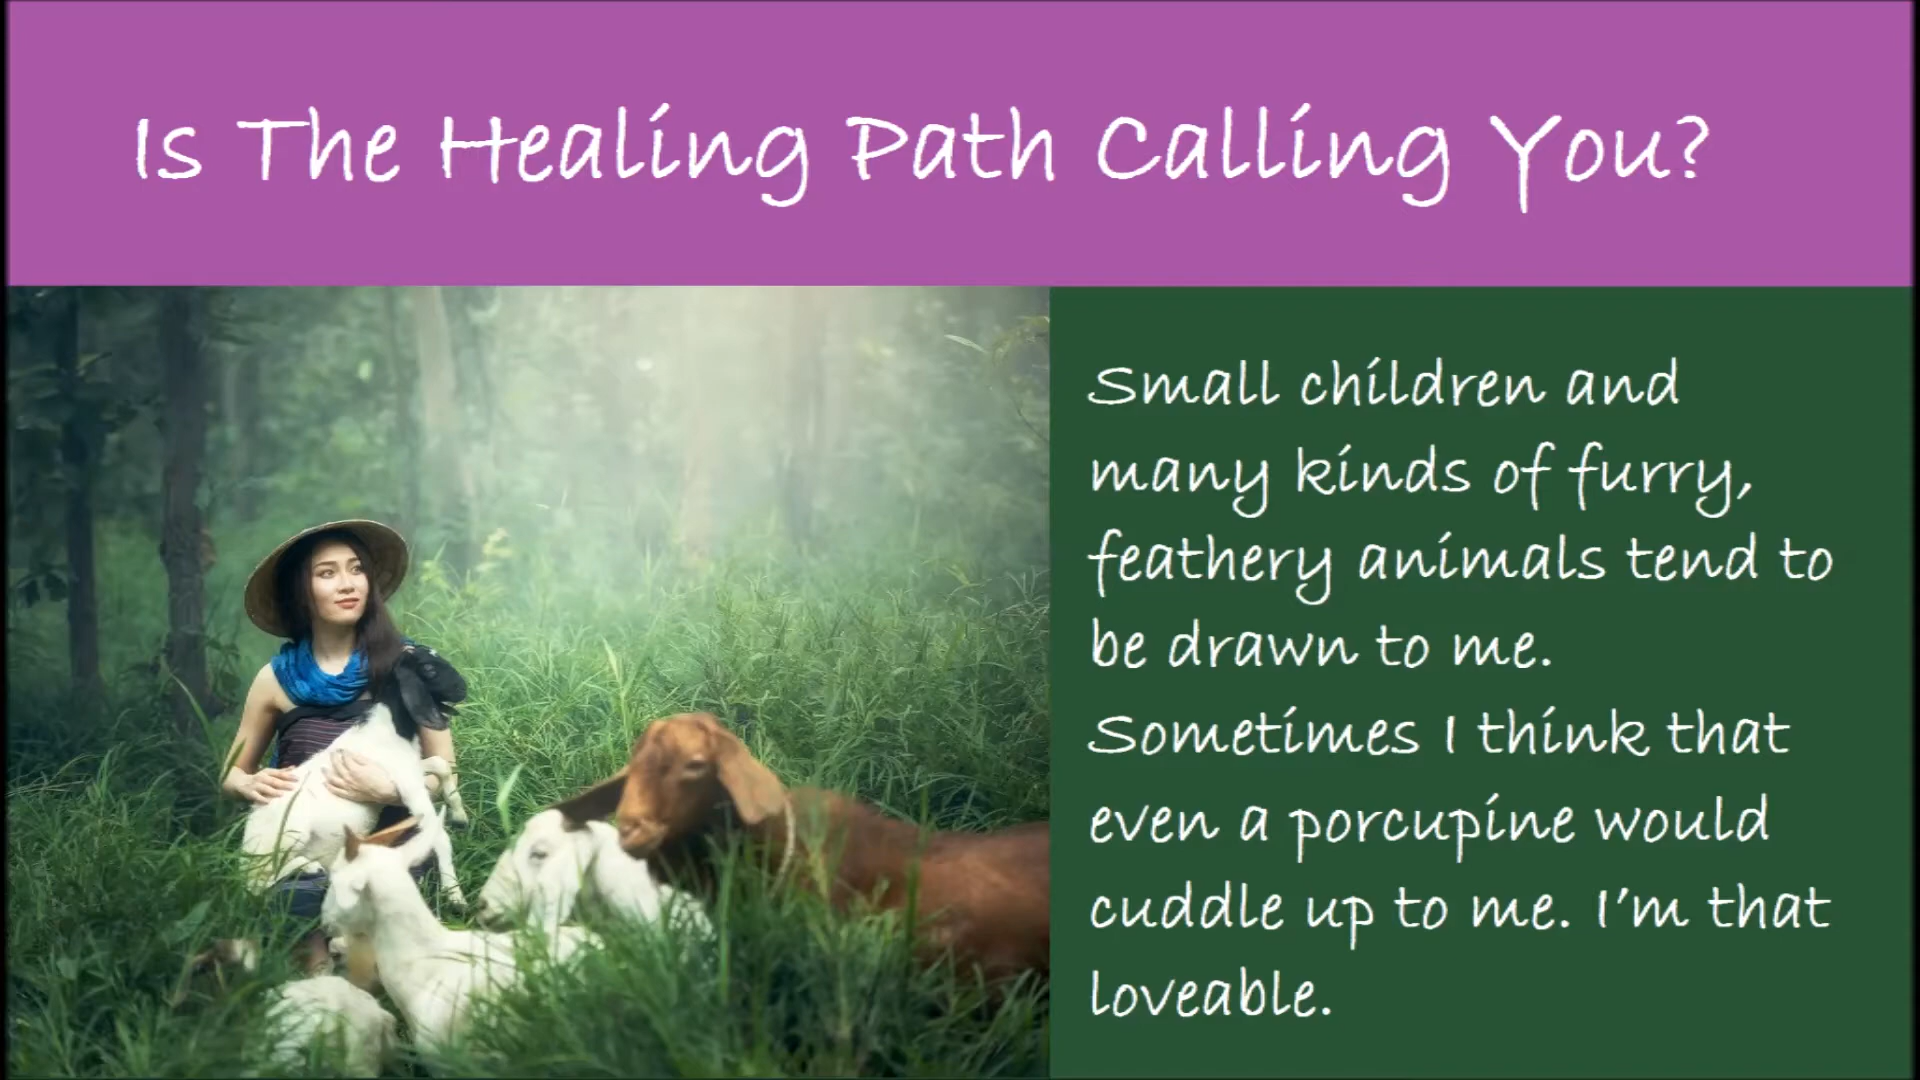 Is The Healing Path Calling You?
Small children and
many kinds of furry,
feathery animals tend to
be drawn to me.
Sometimes I think that
even a porcupine would
cuddle up to me. I'm that
loveable.